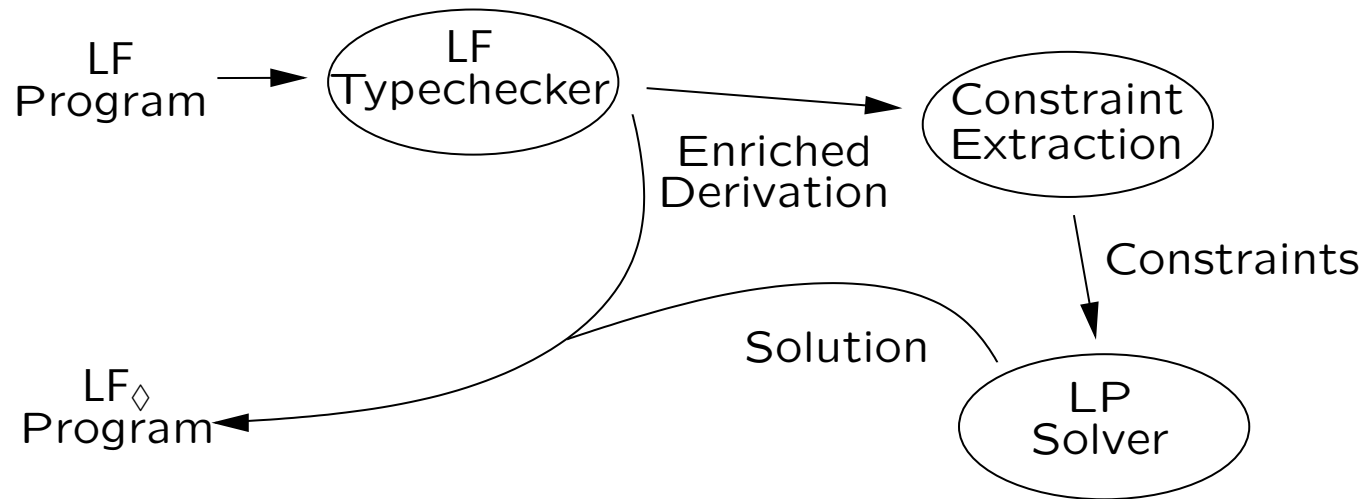 LF
Program
LF
Typechecker
Constraint
Extraction
Enriched
Derivation
Constraints
Solution
LP
Solver
LF◇
Program